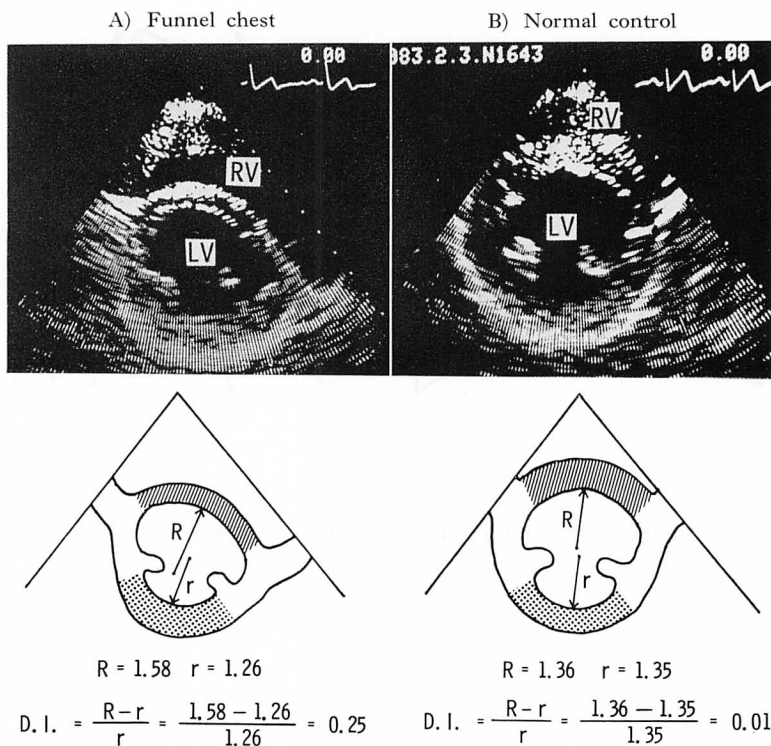 A) Funnel chest
B) Normal control
0.00
083.2.3.N1643 0.00
RV
LV
RV
LV
R
r
R
r
R = 1.58 r = 1.26
R = 1.36 r = 1.35
D. I. = R-r / r = 1.58 - 1.26 / 1.26 = 0.25
D. I. = R-r / r = 1.36 - 1.35 / 1.35 = 0.01